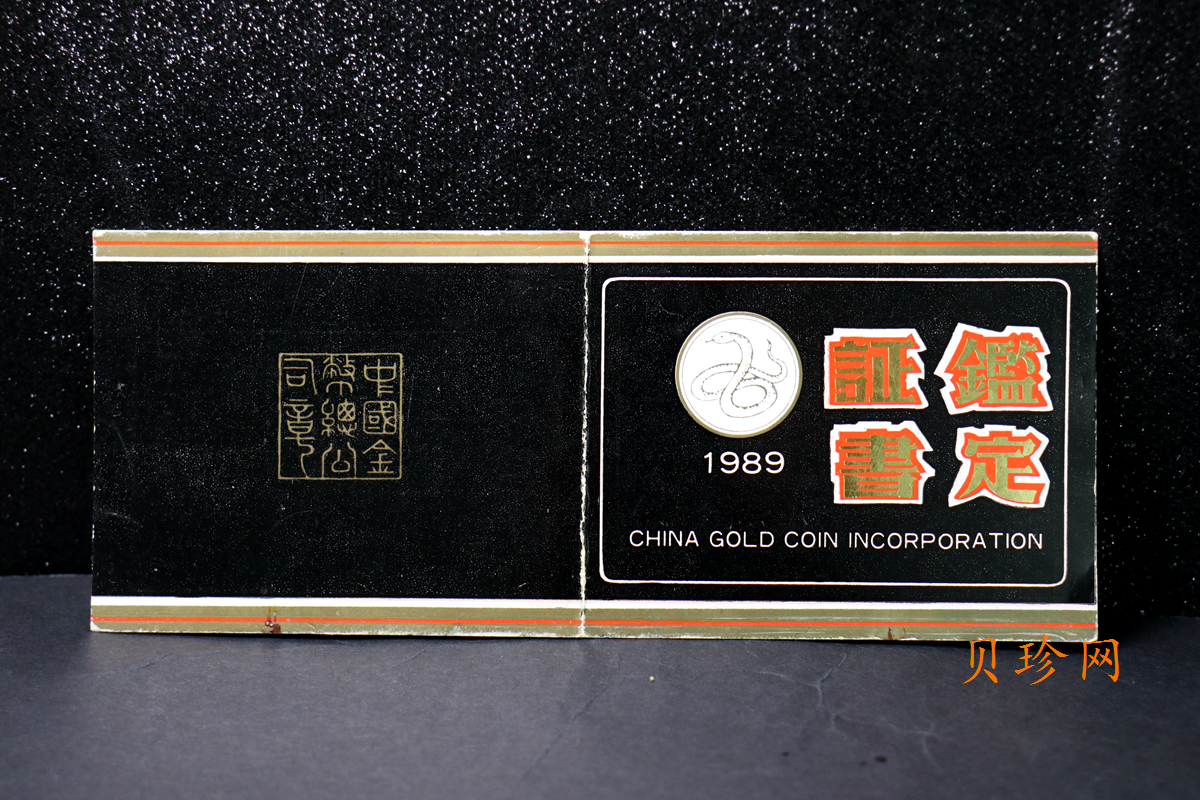 中國金
幣總公
司章
鑑定
証書
1989
CHINA GOLD COIN INCORPORATION
贝珍网